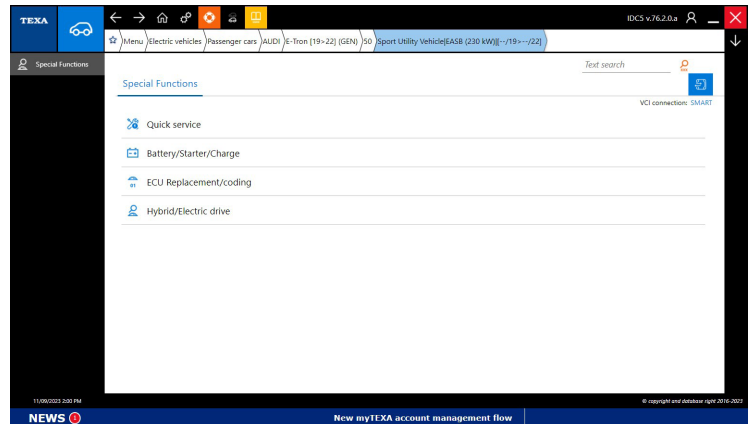 TEXA
IDC5 v.76.2.0.a
Menu Electric vehicles Passenger cars AUDI E-Tron [19>22] (GEN) 50 Sport Utility Vehicle|EASB (230 kW)|[--/19>--/22]
Special Functions
Text search
Special Functions
VCI connection: SMART
Quick service
Battery/Starter/Charge
ECU Replacement/coding
Hybrid/Electric drive
11/09/2023 2:00 PM
© copyright and database right 2016-2023
NEWS 1
New myTEXA account management flow